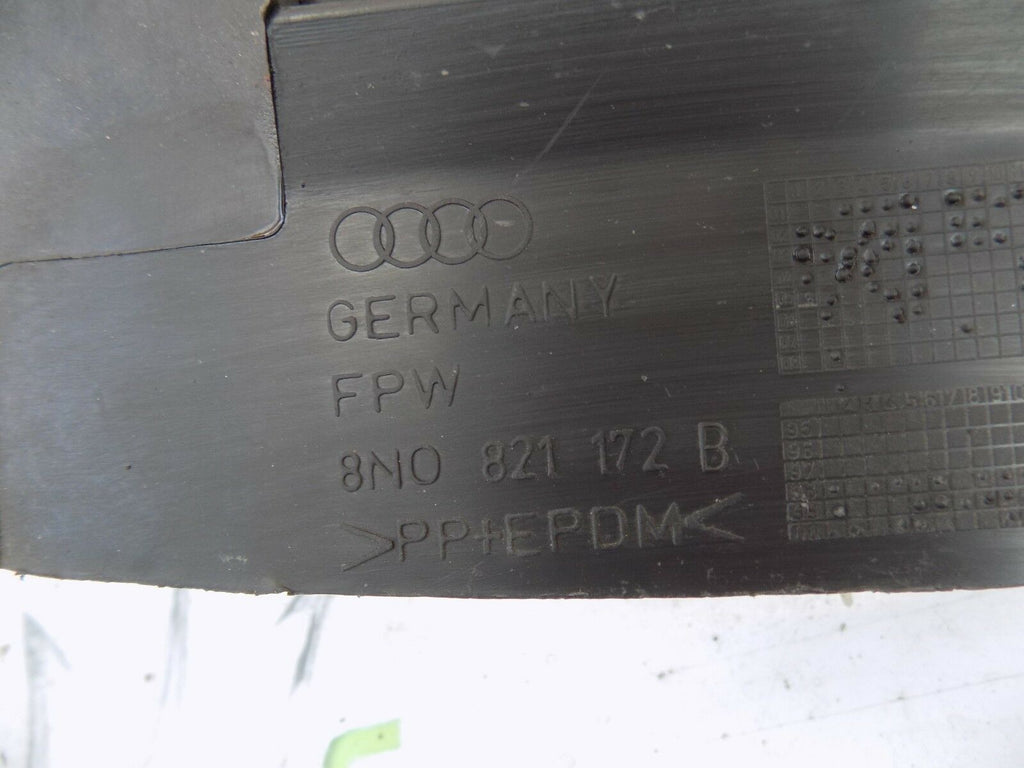 GERMANY
FPW
8N0 821 172 B
>PP+EPDM<